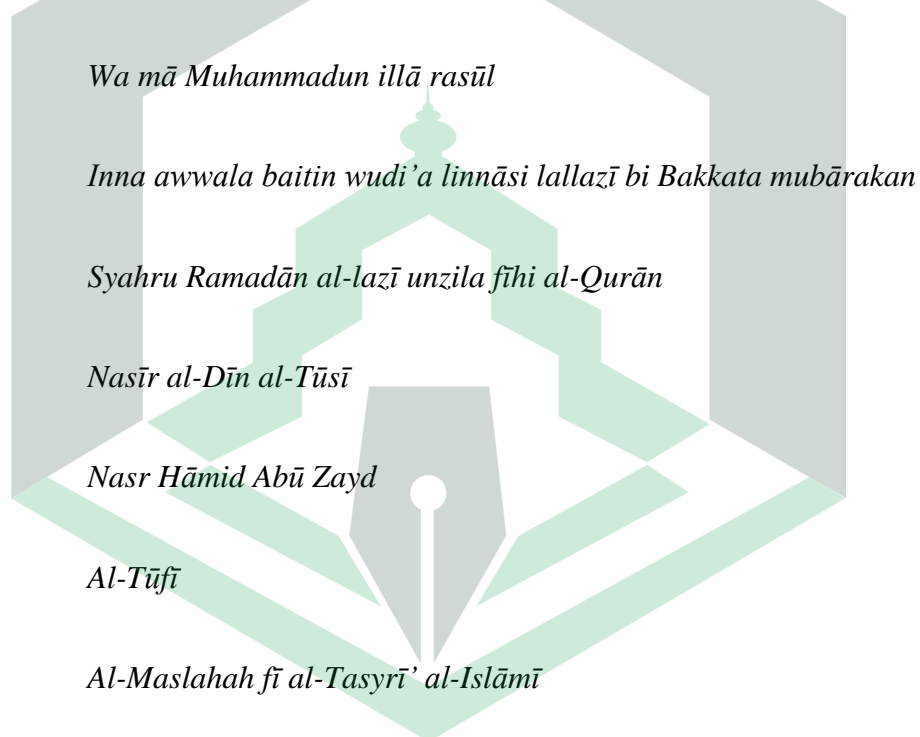 Wa mā Muhammadun illā rasūl
Inna awwala baitin wudi’a linnāsi lallazī bi Bakkata mubārakan
Syahru Ramadān al-lazī unzila fīhi al-Qurān
Nasīr al-Dīn al-Tūsī
Nasr Hāmid Abū Zayd
Al-Tūfī
Al-Maslahah fī al-Tasyrī’ al-Islāmī